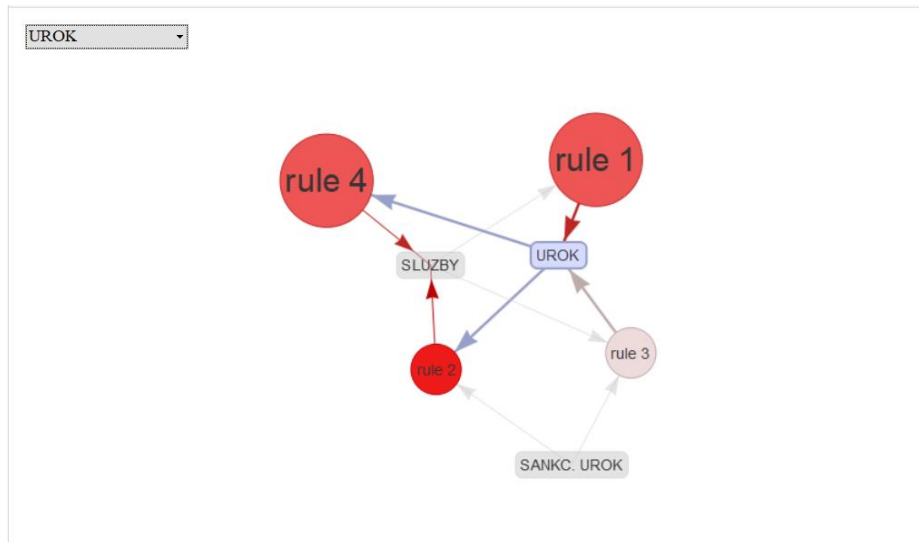 UROK
rule 1
rule 4
UROK
SLUZBY
rule 3
rule 2
SANKC. UROK